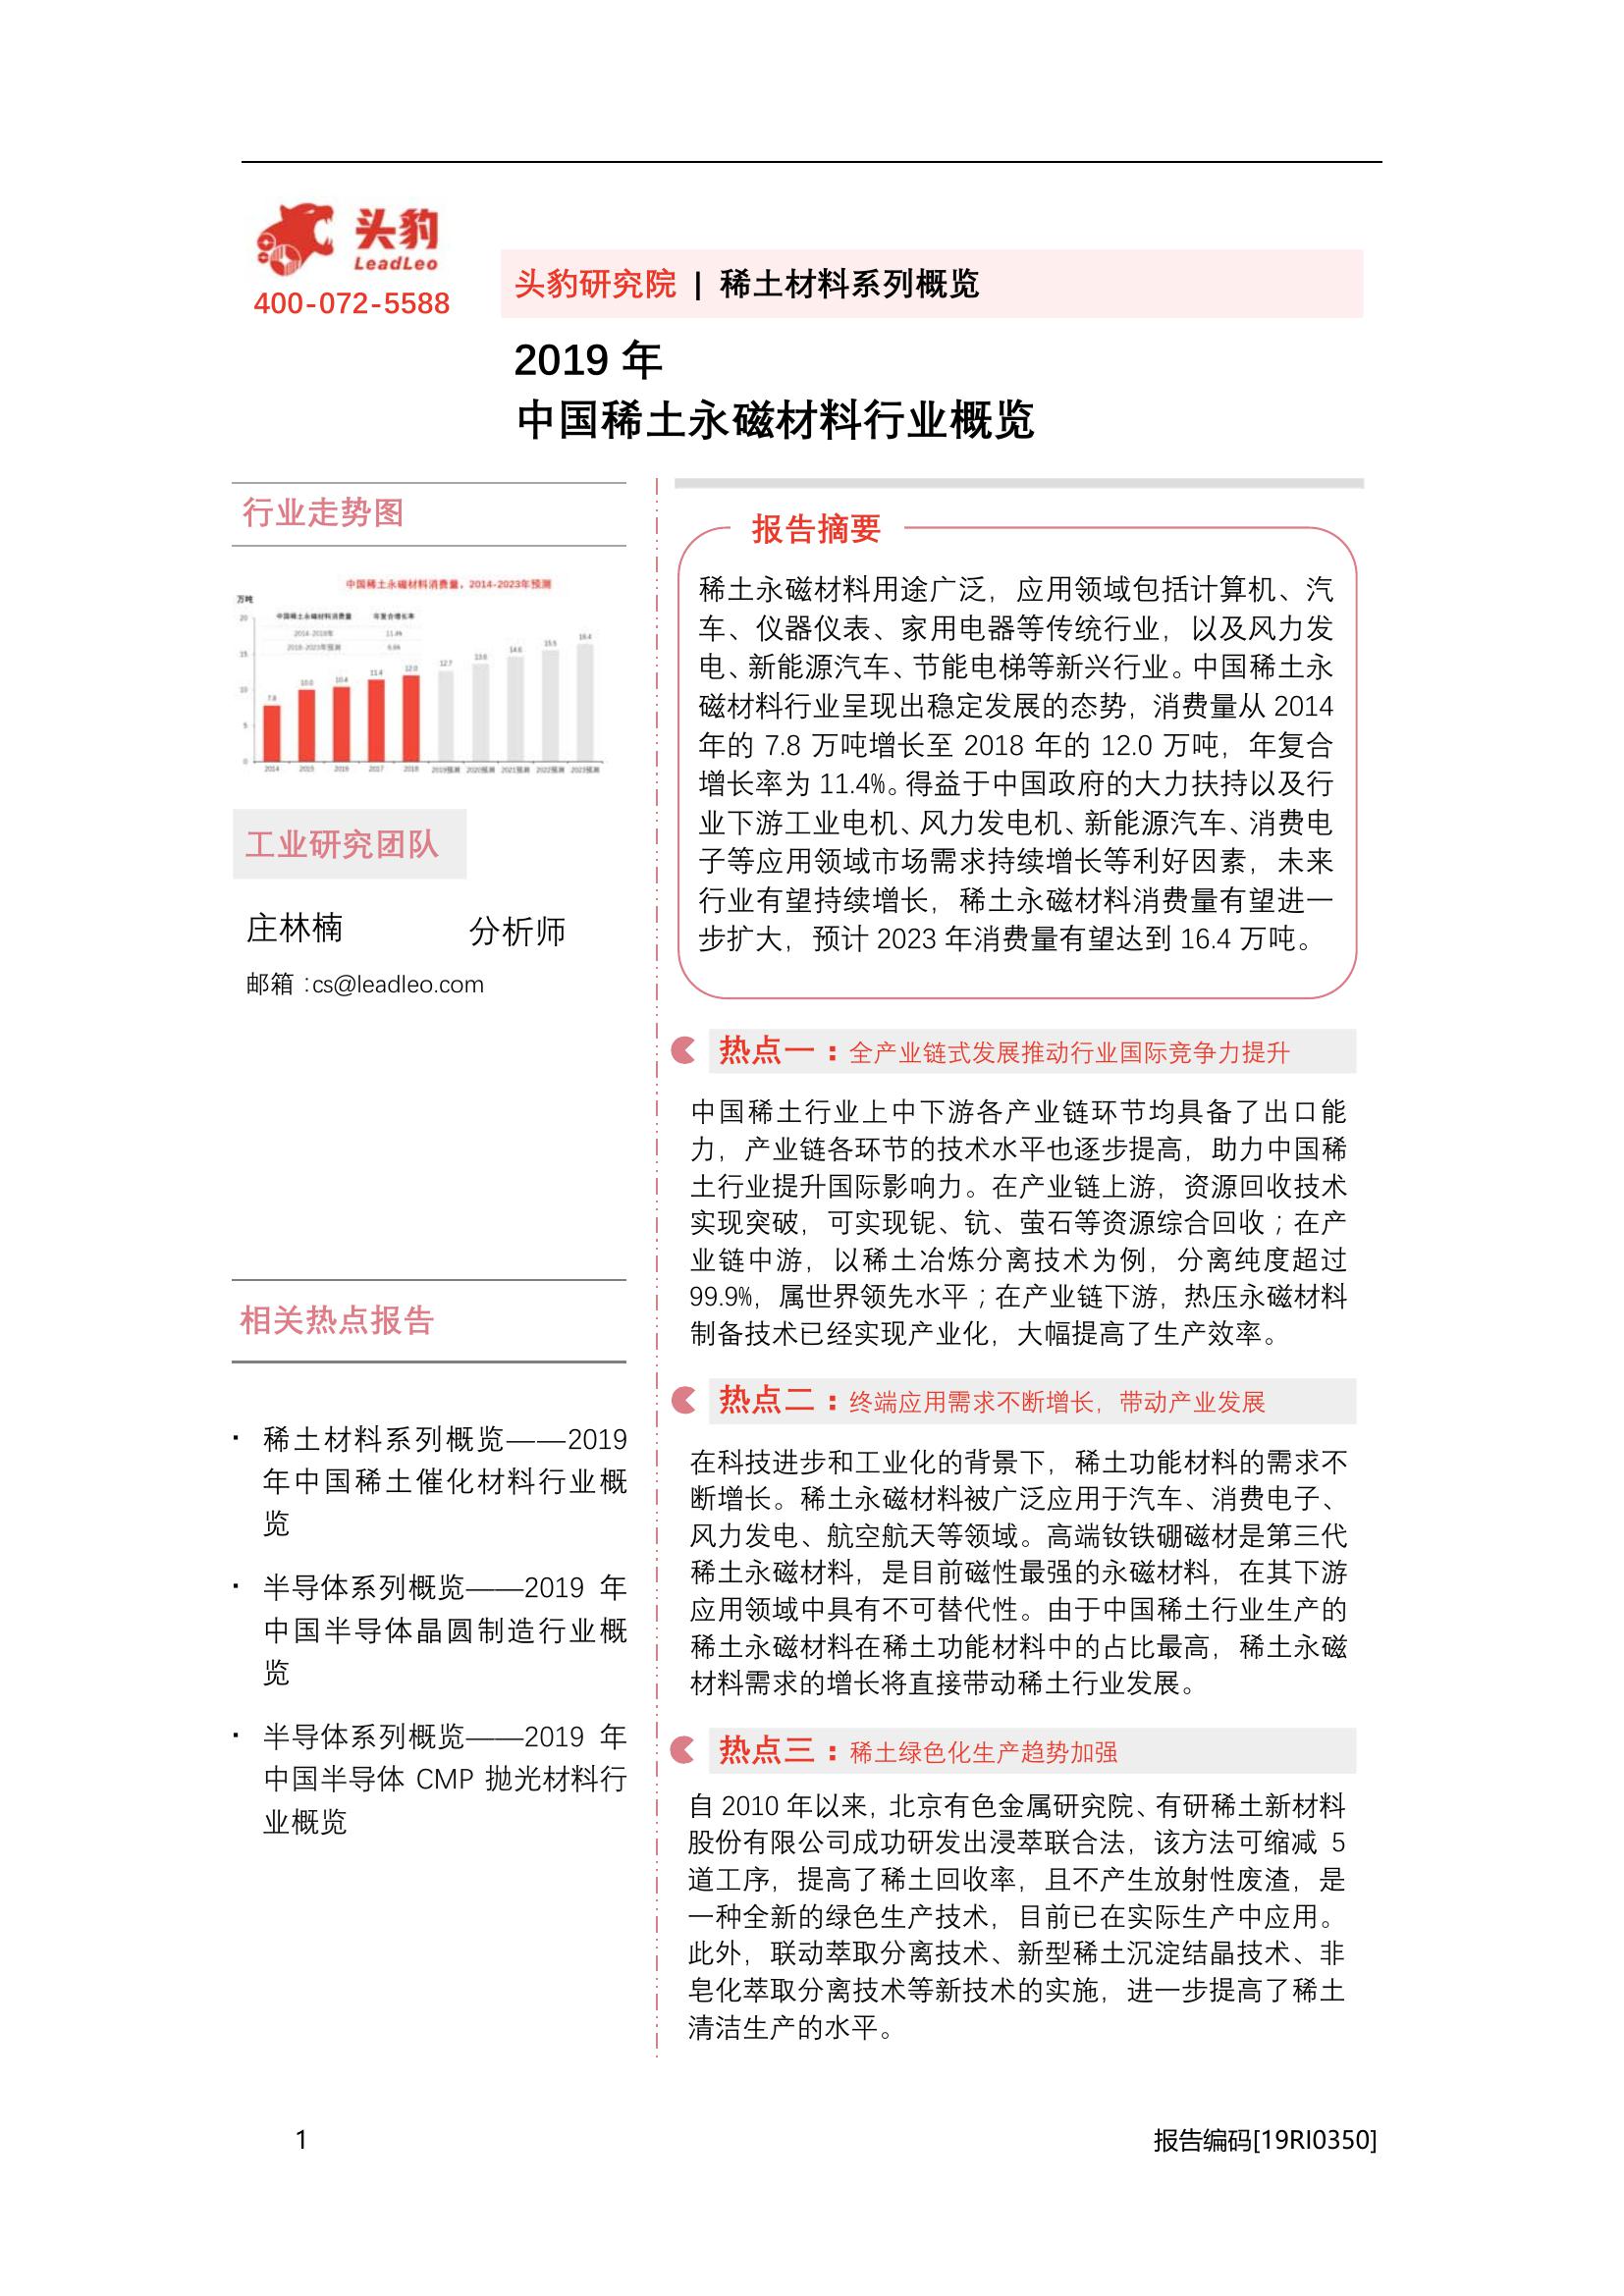 头豹
LeadLeo
400-072-5588
头豹研究院 | 稀土材料系列概览
2019 年
中国稀土永磁材料行业概览
行业走势图
中国稀土永磁材料消费量，2014-2023年预测
万吨
中国稀土永磁材料消费量 年复合增长率
2014-2018年 11.4%
2018-2023年预测 6.6%
20
15
10
5
0
7.8 10.0 10.4 11.4 12.0 12.7 13.6 14.6 15.5 16.4
2014 2015 2016 2017 2018 2019预测 2020预测 2021预测 2022预测 2023预测
工业研究团队
庄林楠 分析师
邮箱：cs@leadleo.com
相关热点报告
· 稀土材料系列概览——2019
年中国稀土催化材料行业概
览
· 半导体系列概览——2019 年
中国半导体晶圆制造行业概
览
· 半导体系列概览——2019 年
中国半导体 CMP 抛光材料行
业概览
报告摘要
稀土永磁材料用途广泛，应用领域包括计算机、汽
车、仪器仪表、家用电器等传统行业，以及风力发
电、新能源汽车、节能电梯等新兴行业。中国稀土永
磁材料行业呈现出稳定发展的态势，消费量从 2014
年的 7.8 万吨增长至 2018 年的 12.0 万吨，年复合
增长率为 11.4%。得益于中国政府的大力扶持以及行
业下游工业电机、风力发电机、新能源汽车、消费电
子等应用领域市场需求持续增长等利好因素，未来
行业有望持续增长，稀土永磁材料消费量有望进一
步扩大，预计 2023 年消费量有望达到 16.4 万吨。
热点一：全产业链式发展推动行业国际竞争力提升
中国稀土行业上中下游各产业链环节均具备了出口能
力，产业链各环节的技术水平也逐步提高，助力中国稀
土行业提升国际影响力。在产业链上游，资源回收技术
实现突破，可实现铌、钪、萤石等资源综合回收；在产
业链中游，以稀土冶炼分离技术为例，分离纯度超过
99.9%，属世界领先水平；在产业链下游，热压永磁材料
制备技术已经实现产业化，大幅提高了生产效率。
热点二：终端应用需求不断增长，带动产业发展
在科技进步和工业化的背景下，稀土功能材料的需求不
断增长。稀土永磁材料被广泛应用于汽车、消费电子、
风力发电、航空航天等领域。高端钕铁硼磁材是第三代
稀土永磁材料，是目前磁性最强的永磁材料，在其下游
应用领域中具有不可替代性。由于中国稀土行业生产的
稀土永磁材料在稀土功能材料中的占比最高，稀土永磁
材料需求的增长将直接带动稀土行业发展。
热点三：稀土绿色化生产趋势加强
自 2010 年以来，北京有色金属研究院、有研稀土新材料
股份有限公司成功研发出浸萃联合法，该方法可缩减 5
道工序，提高了稀土回收率，且不产生放射性废渣，是
一种全新的绿色生产技术，目前已在实际生产中应用。
此外，联动萃取分离技术、新型稀土沉淀结晶技术、非
皂化萃取分离技术等新技术的实施，进一步提高了稀土
清洁生产的水平。
1
报告编码[19RI0350]